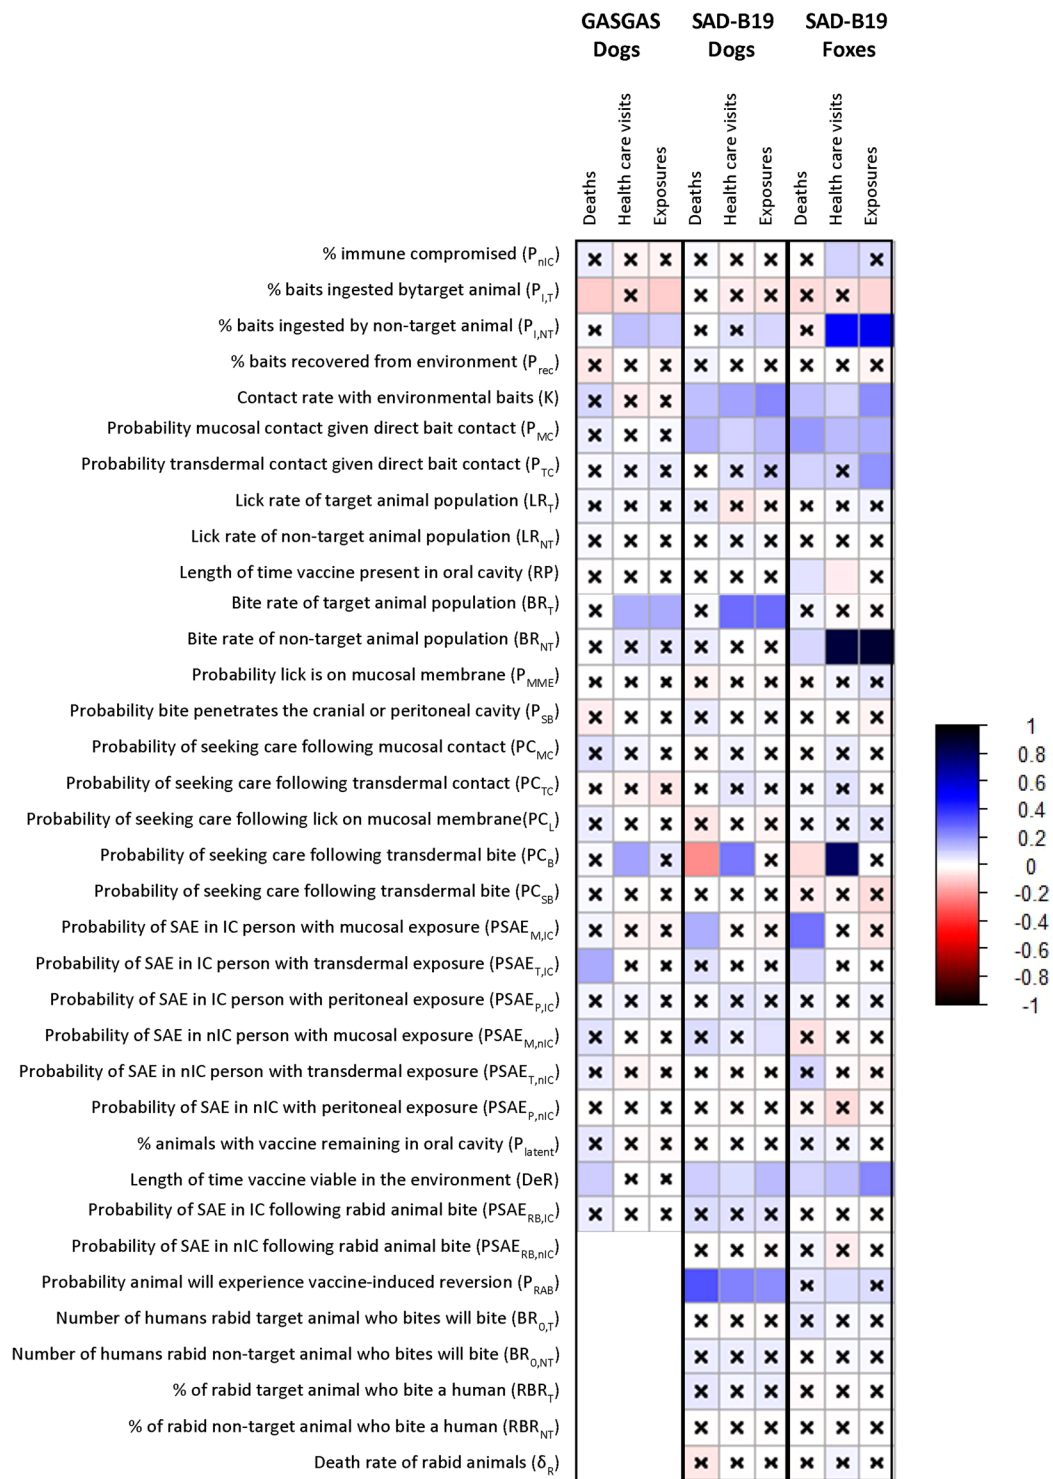 GASGAS Dogs
SAD-B19 Dogs
SAD-B19 Foxes
Deaths
Health care visits
Exposures
Deaths
Health care visits
Exposures
Deaths
Health care visits
Exposures
% immune compromised (PnIC)
% baits ingested bytarget animal (PI,T)
% baits ingested by non-target animal (PI,NT)
% baits recovered from environment (Prec)
Contact rate with environmental baits (K)
Probability mucosal contact given direct bait contact (PMC)
Probability transdermal contact given direct bait contact (PTC)
Lick rate of target animal population (LRT)
Lick rate of non-target animal population (LRNT)
Length of time vaccine present in oral cavity (RP)
Bite rate of target animal population (BRT)
Bite rate of non-target animal population (BRNT)
Probability lick is on mucosal membrane (PMME)
Probability bite penetrates the cranial or peritoneal cavity (PSB)
Probability of seeking care following mucosal contact (PCMC)
Probability of seeking care following transdermal contact (PCTC)
Probability of seeking care following lick on mucosal membrane(PCL)
Probability of seeking care following transdermal bite (PCB)
Probability of seeking care following transdermal bite (PCSB)
Probability of SAE in IC person with mucosal exposure (PSAEM,IC)
Probability of SAE in IC person with transdermal exposure (PSAET,IC)
Probability of SAE in IC person with peritoneal exposure (PSAEP,IC)
Probability of SAE in nIC person with mucosal exposure (PSAEM,nIC)
Probability of SAE in nIC person with transdermal exposure (PSAET,nIC)
Probability of SAE in nIC with peritoneal exposure (PSAEP,nIC)
% animals with vaccine remaining in oral cavity (Platent)
Length of time vaccine viable in the environment (DeR)
Probability of SAE in IC following rabid animal bite (PSAERB,IC)
Probability of SAE in nIC following rabid animal bite (PSAERB,nIC)
Probability animal will experience vaccine-induced reversion (PRAB)
Number of humans rabid target animal who bites will bite (BR0,T)
Number of humans rabid non-target animal who bites will bite (BR0,NT)
% of rabid target animal who bite a human (RBRT)
% of rabid non-target animal who bite a human (RBRNT)
Death rate of rabid animals (δR)
1
0.8
0.6
0.4
0.2
0
-0.2
-0.4
-0.6
-0.8
-1